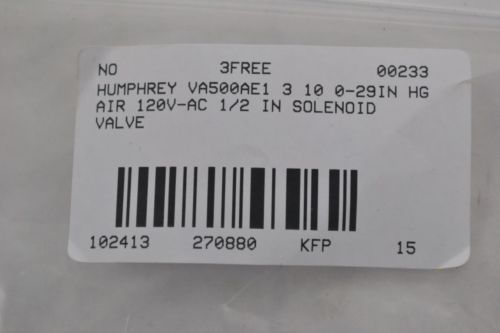 NO 3FREE 00233
HUMPHREY VA500AE1 3 10 0-29IN HG
AIR 120V-AC 1/2 IN SOLENOID
VALVE
102413 270880 KFP 15